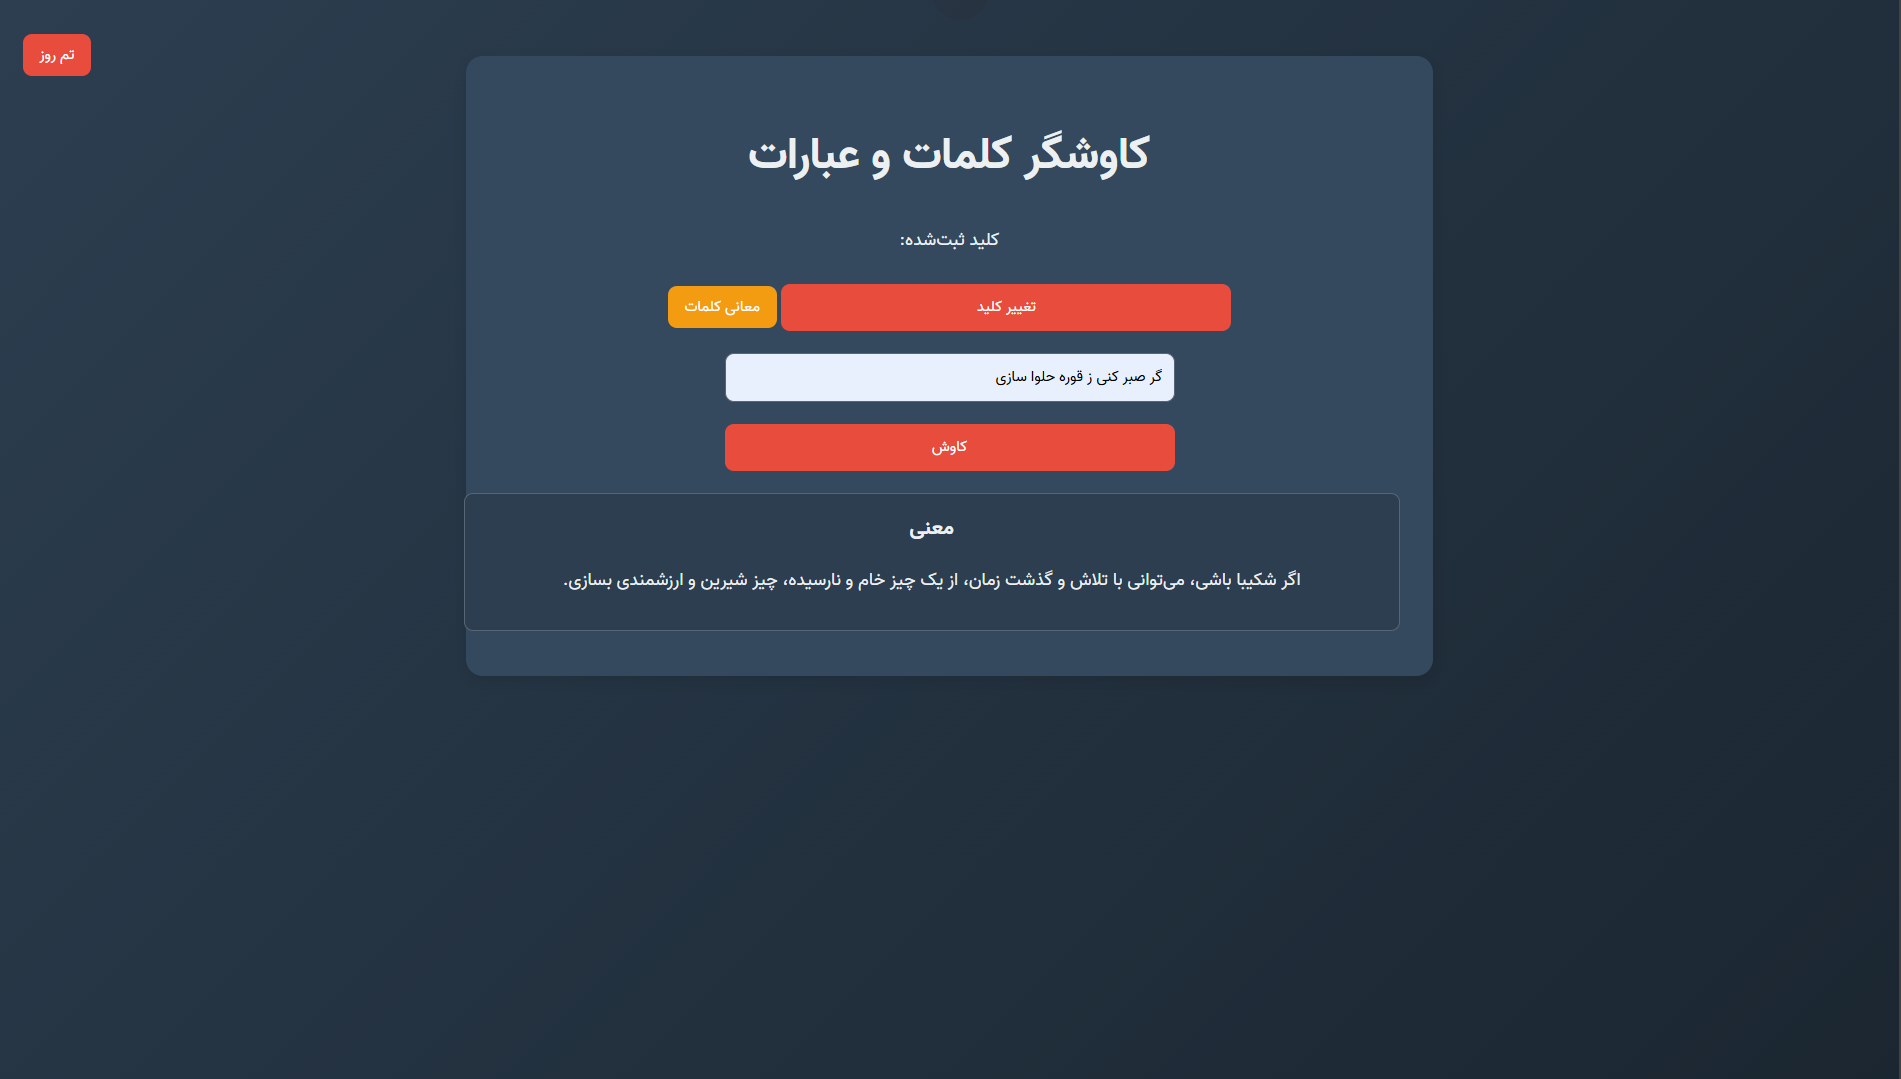 تم روز
کاوشگر کلمات و عبارات
کلید ثبت‌شده:
تغییر کلید
معانی کلمات
گر صبر کنی ز قوره حلوا سازی
کاوش
معنی
اگر شکیبا باشی، می‌توانی با تلاش و گذشت زمان، از یک چیز خام و نارسیده، چیز شیرین و ارزشمندی بسازی.